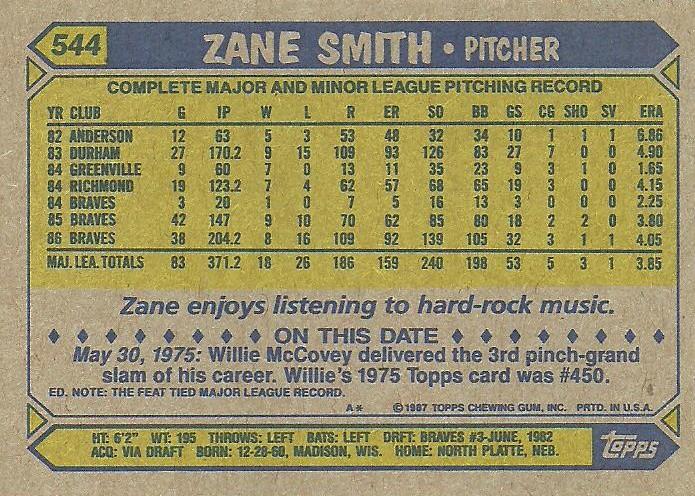 544 ZANE SMITH • PITCHER
COMPLETE MAJOR AND MINOR LEAGUE PITCHING RECORD
YR CLUB G IP W L R ER SO BB GS CG SHO SV ERA
82 ANDERSON 12 63 5 3 53 48 32 34 10 1 1 1 6.86
83 DURHAM 27 170.2 9 15 109 93 126 83 27 7 0 0 4.90
84 GREENVILLE 9 60 7 0 13 11 35 23 9 3 1 0 1.65
84 RICHMOND 19 123.2 7 4 62 57 68 65 19 3 0 0 4.15
84 BRAVES 3 20 1 0 7 5 16 13 3 0 0 0 2.25
85 BRAVES 42 147 9 10 70 62 85 80 18 2 2 0 3.80
86 BRAVES 38 204.2 8 16 109 92 139 105 32 3 1 1 4.05
MAJ. LEA. TOTALS 83 371.2 18 26 186 159 240 198 53 5 3 1 3.85
Zane enjoys listening to hard-rock music.
ON THIS DATE
May 30, 1975: Willie McCovey delivered the 3rd pinch-grand
slam of his career. Willie's 1975 Topps card was #450.
ED. NOTE: THE FEAT TIED MAJOR LEAGUE RECORD.
A* ©1987 TOPPS CHEWING GUM, INC. PRTD. IN U.S.A.
HT: 6'2" WT: 195 THROWS: LEFT BATS: LEFT DRFT: BRAVES #3-JUNE, 1982
ACQ: VIA DRAFT BORN: 12-28-60, MADISON, WIS. HOME: NORTH PLATTE, NEB.
topps